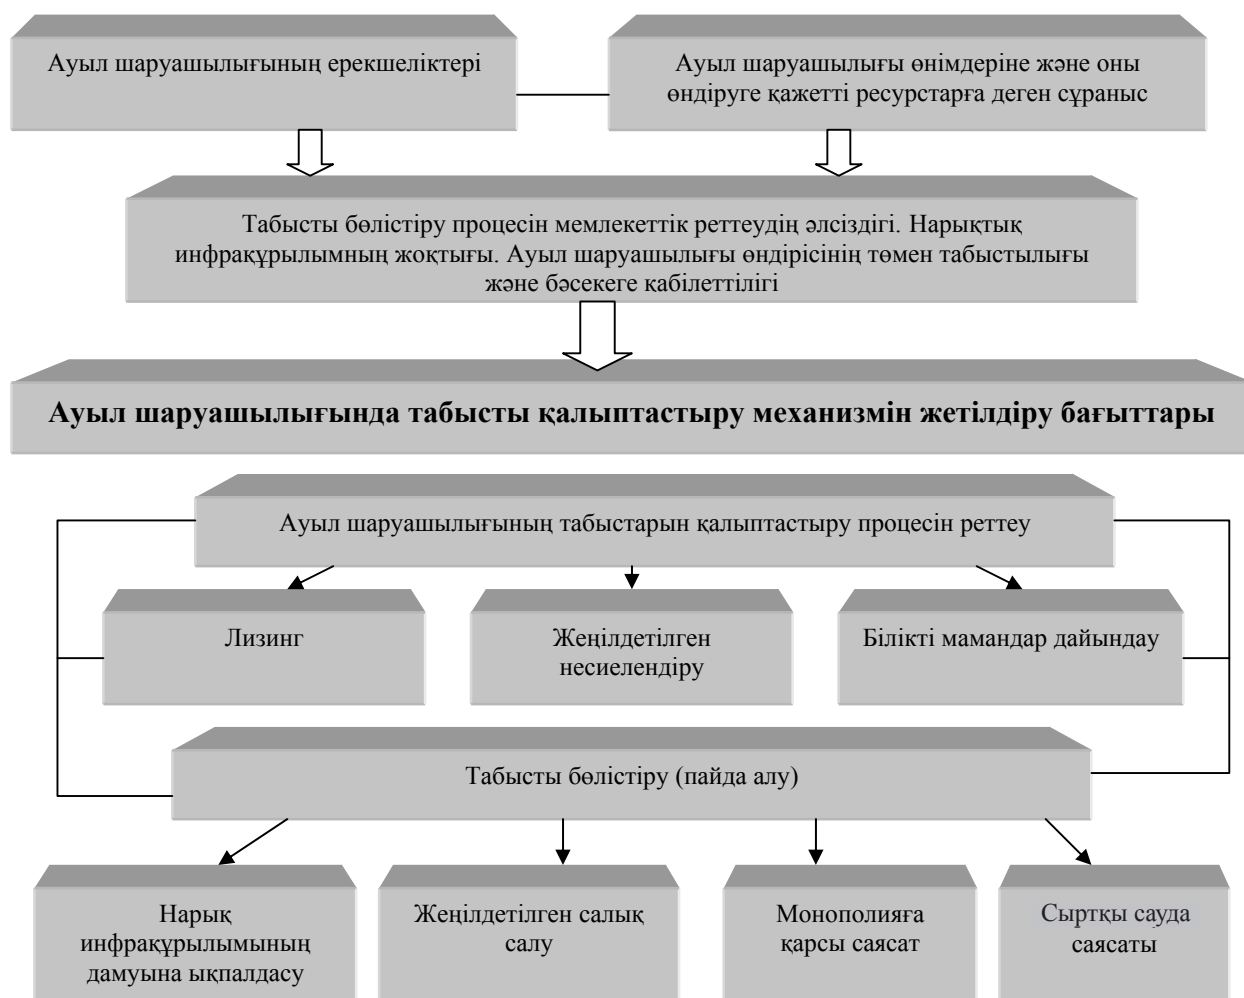 Ауыл шаруашылығының ерекшеліктері
Ауыл шаруашылығы өнімдеріне және оны
өндіруге қажетті ресурстарға деген сұраныс
Табысты бөлістіру процесін мемлекеттік реттеудің әлсіздігі. Нарықтық
инфрақұрылымның жоқтығы. Ауыл шаруашылығы өндірісінің төмен табыстылығы
және бәсекеге қабілеттілігі
Ауыл шаруашылығында табысты қалыптастыру механизмін жетілдіру бағыттары
Ауыл шаруашылығының табыстарын қалыптастыру процесін реттеу
Лизинг
Жеңілдетілген
несиелендіру
Білікті мамандар дайындау
Табысты бөлістіру (пайда алу)
Нарық
инфрақұрылымының
дамуына ықпалдасу
Жеңілдетілген салық
салу
Монополияға
қарсы саясат
Сыртқы сауда
саясаты